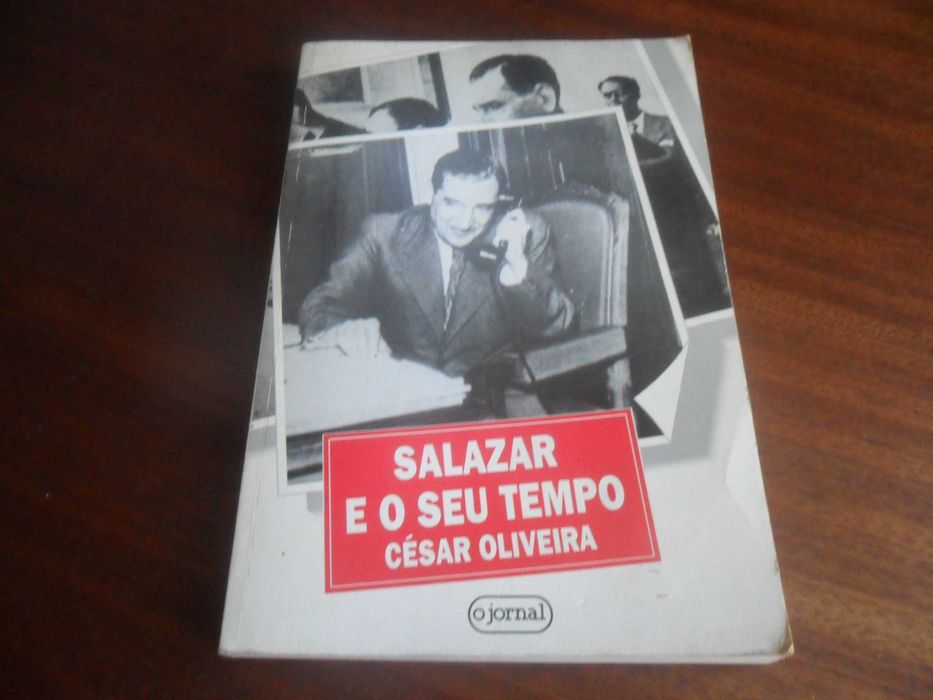 SALAZAR
E O SEU TEMPO
CÉSAR OLIVEIRA
o jornal